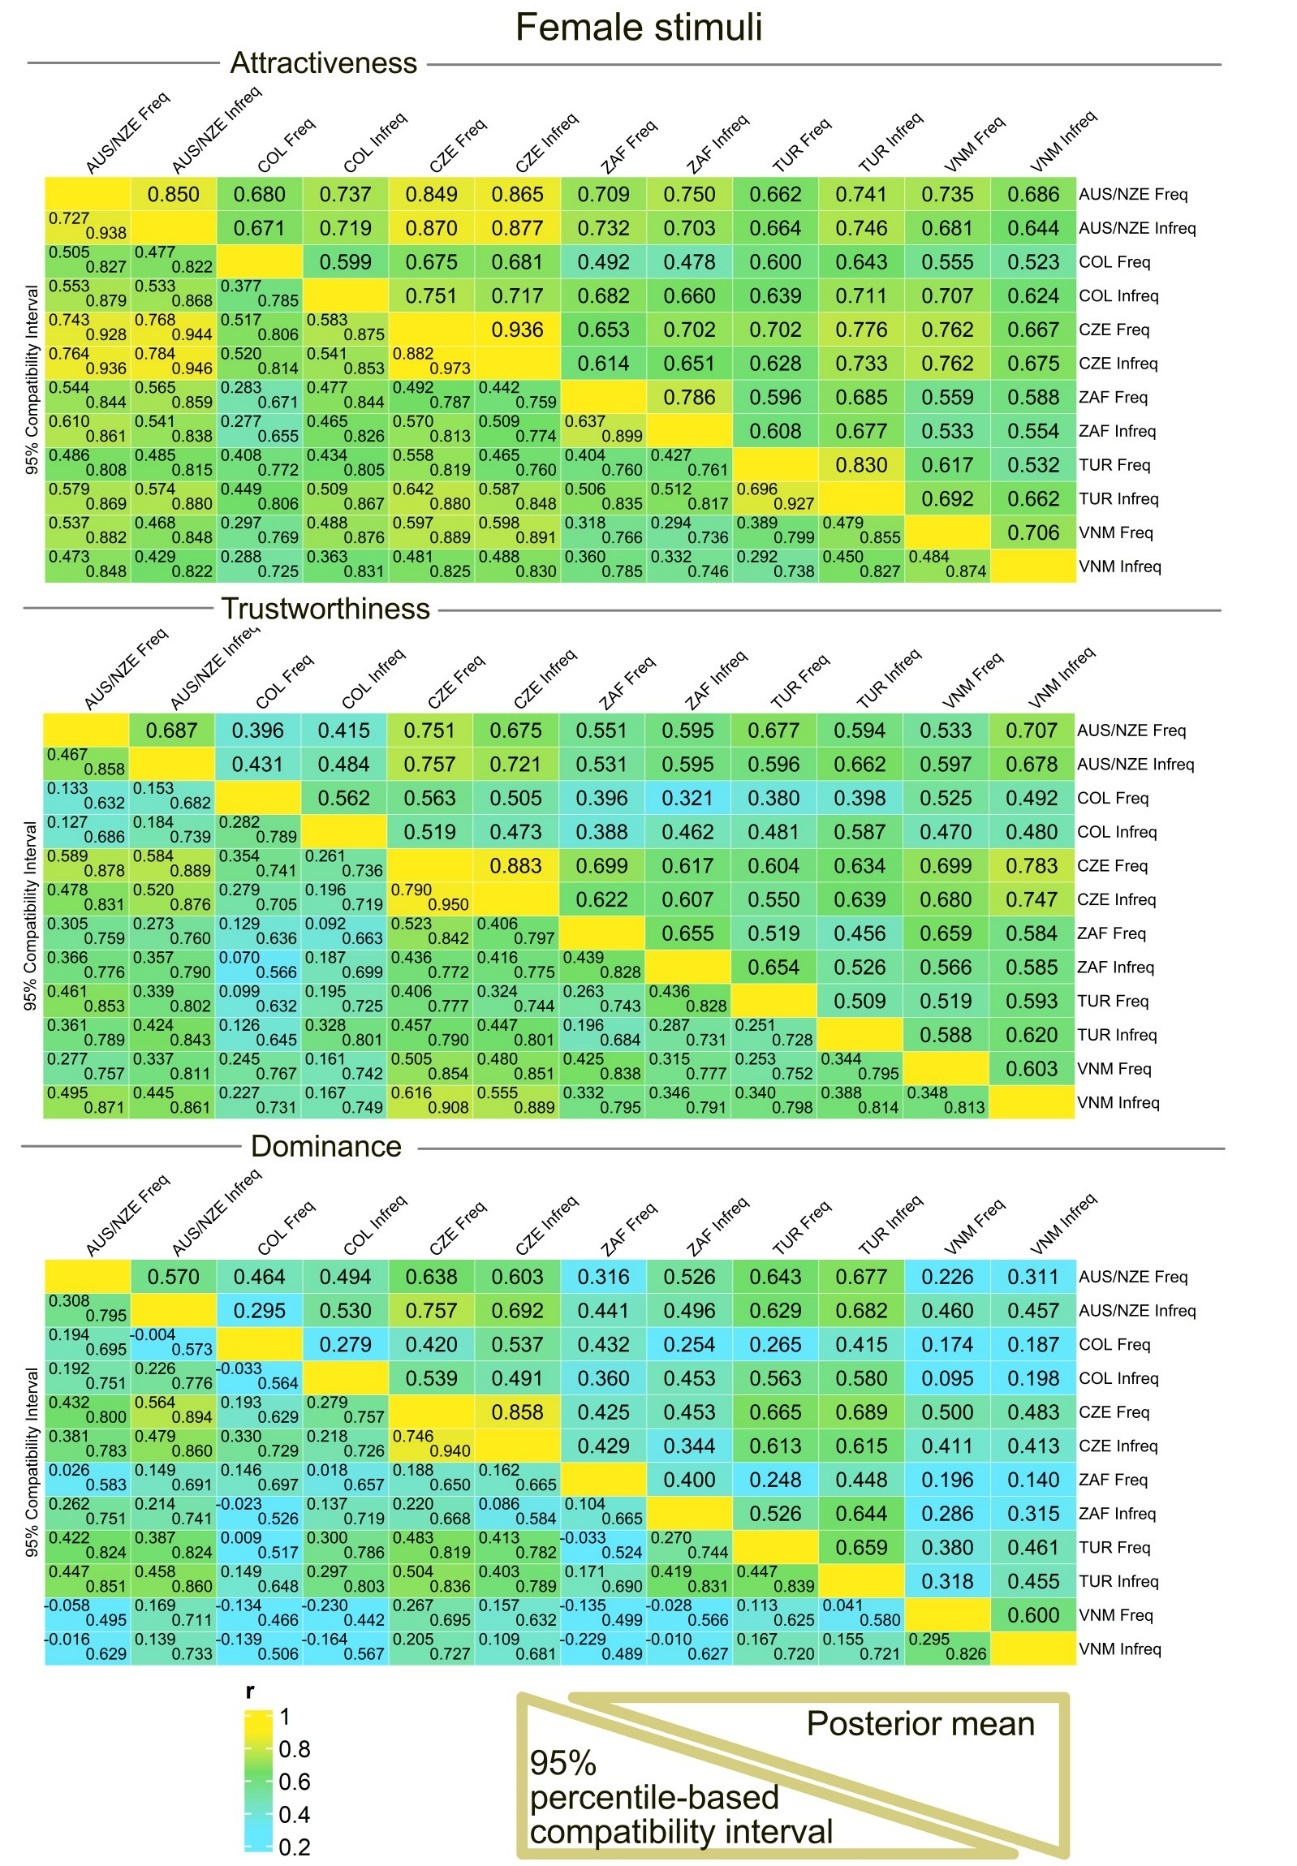 Female stimuli
Attractiveness
AUS/NZE Freq AUS/NZE Infreq COL Freq COL Infreq CZE Freq CZE Infreq ZAF Freq ZAF Infreq TUR Freq TUR Infreq VNM Freq VNM Infreq
0.850 0.680 0.737 0.849 0.865 0.709 0.750 0.662 0.741 0.735 0.686 AUS/NZE Freq
0.727 0.938 0.671 0.719 0.870 0.877 0.732 0.703 0.664 0.746 0.681 0.644 AUS/NZE Infreq
0.505 0.827 0.477 0.822 0.599 0.675 0.681 0.492 0.478 0.600 0.643 0.555 0.523 COL Freq
0.553 0.879 0.533 0.868 0.377 0.785 0.751 0.717 0.682 0.660 0.639 0.711 0.707 0.624 COL Infreq
0.743 0.928 0.768 0.944 0.517 0.806 0.583 0.875 0.936 0.653 0.702 0.702 0.776 0.762 0.667 CZE Freq
0.764 0.936 0.784 0.946 0.520 0.814 0.541 0.853 0.882 0.973 0.614 0.651 0.628 0.733 0.762 0.675 CZE Infreq
0.544 0.844 0.565 0.859 0.283 0.671 0.477 0.844 0.492 0.787 0.442 0.759 0.786 0.596 0.685 0.559 0.588 ZAF Freq
0.610 0.861 0.541 0.838 0.277 0.655 0.465 0.826 0.570 0.813 0.509 0.774 0.637 0.899 0.608 0.677 0.533 0.554 ZAF Infreq
0.486 0.808 0.485 0.815 0.408 0.772 0.434 0.805 0.558 0.819 0.465 0.760 0.404 0.760 0.427 0.761 0.830 0.617 0.532 TUR Freq
0.579 0.869 0.574 0.880 0.449 0.806 0.509 0.867 0.642 0.880 0.587 0.848 0.506 0.835 0.512 0.817 0.696 0.927 0.692 0.662 TUR Infreq
0.537 0.882 0.468 0.848 0.297 0.769 0.488 0.876 0.597 0.889 0.598 0.891 0.318 0.766 0.294 0.736 0.389 0.799 0.479 0.855 0.706 VNM Freq
0.473 0.848 0.429 0.822 0.288 0.725 0.363 0.831 0.481 0.825 0.488 0.830 0.360 0.785 0.332 0.746 0.292 0.738 0.450 0.827 0.484 0.874 VNM Infreq
95% Compatibility Interval
Trustworthiness
AUS/NZE Freq AUS/NZE Infreq COL Freq COL Infreq CZE Freq CZE Infreq ZAF Freq ZAF Infreq TUR Freq TUR Infreq VNM Freq VNM Infreq
0.687 0.396 0.415 0.751 0.675 0.551 0.595 0.677 0.594 0.533 0.707 AUS/NZE Freq
0.467 0.858 0.431 0.484 0.757 0.721 0.531 0.595 0.596 0.662 0.597 0.678 AUS/NZE Infreq
0.133 0.632 0.153 0.682 0.562 0.563 0.505 0.396 0.321 0.380 0.398 0.525 0.492 COL Freq
0.127 0.686 0.184 0.739 0.282 0.789 0.519 0.473 0.388 0.462 0.481 0.587 0.470 0.480 COL Infreq
0.589 0.878 0.584 0.889 0.354 0.741 0.261 0.736 0.883 0.699 0.617 0.604 0.634 0.699 0.783 CZE Freq
0.478 0.831 0.520 0.876 0.279 0.705 0.196 0.719 0.790 0.950 0.622 0.607 0.550 0.639 0.680 0.747 CZE Infreq
0.305 0.759 0.273 0.760 0.129 0.636 0.092 0.663 0.523 0.842 0.406 0.797 0.655 0.519 0.456 0.659 0.584 ZAF Freq
0.366 0.776 0.357 0.790 0.070 0.566 0.187 0.699 0.436 0.772 0.416 0.775 0.439 0.828 0.654 0.526 0.566 0.585 ZAF Infreq
0.461 0.853 0.339 0.802 0.099 0.632 0.195 0.725 0.406 0.777 0.324 0.744 0.263 0.743 0.436 0.828 0.509 0.519 0.593 TUR Freq
0.361 0.789 0.424 0.843 0.126 0.645 0.328 0.801 0.457 0.790 0.447 0.801 0.196 0.684 0.287 0.731 0.251 0.728 0.588 0.620 TUR Infreq
0.277 0.757 0.337 0.811 0.245 0.767 0.161 0.742 0.505 0.854 0.480 0.851 0.425 0.838 0.315 0.777 0.253 0.752 0.344 0.795 0.603 VNM Freq
0.495 0.871 0.445 0.861 0.227 0.731 0.167 0.749 0.616 0.908 0.555 0.889 0.332 0.795 0.346 0.791 0.340 0.798 0.388 0.814 0.348 0.813 VNM Infreq
95% Compatibility Interval
Dominance
AUS/NZE Freq AUS/NZE Infreq COL Freq COL Infreq CZE Freq CZE Infreq ZAF Freq ZAF Infreq TUR Freq TUR Infreq VNM Freq VNM Infreq
0.570 0.464 0.494 0.638 0.603 0.316 0.526 0.643 0.677 0.226 0.311 AUS/NZE Freq
0.308 0.795 0.295 0.530 0.757 0.692 0.441 0.496 0.629 0.682 0.460 0.457 AUS/NZE Infreq
0.194 0.695 -0.004 0.573 0.279 0.420 0.537 0.432 0.254 0.265 0.415 0.174 0.187 COL Freq
0.192 0.751 0.226 0.776 -0.033 0.564 0.539 0.491 0.360 0.453 0.563 0.580 0.095 0.198 COL Infreq
0.432 0.800 0.564 0.894 0.193 0.629 0.279 0.757 0.858 0.425 0.453 0.665 0.689 0.500 0.483 CZE Freq
0.381 0.783 0.479 0.860 0.330 0.729 0.218 0.726 0.746 0.940 0.429 0.344 0.613 0.615 0.411 0.413 CZE Infreq
0.026 0.583 0.149 0.691 0.146 0.697 0.018 0.657 0.188 0.650 0.162 0.665 0.400 0.248 0.448 0.196 0.140 ZAF Freq
0.262 0.751 0.214 0.741 -0.023 0.526 0.137 0.719 0.220 0.668 0.086 0.584 0.104 0.665 0.526 0.644 0.286 0.315 ZAF Infreq
0.422 0.824 0.387 0.824 0.009 0.517 0.300 0.786 0.483 0.819 0.413 0.782 -0.033 0.524 0.270 0.744 0.659 0.380 0.461 TUR Freq
0.447 0.851 0.458 0.860 0.149 0.648 0.297 0.803 0.504 0.836 0.403 0.789 0.171 0.690 0.419 0.831 0.447 0.839 0.318 0.455 TUR Infreq
-0.058 0.495 0.169 0.711 -0.134 0.466 -0.230 0.442 0.267 0.695 0.157 0.632 -0.135 0.499 -0.028 0.566 0.113 0.625 0.041 0.580 0.600 VNM Freq
-0.016 0.629 0.139 0.733 -0.139 0.506 -0.164 0.567 0.205 0.727 0.109 0.681 -0.229 0.489 -0.010 0.627 0.167 0.720 0.155 0.721 0.295 0.826 VNM Infreq
95% Compatibility Interval
r
1
0.8
0.6
0.4
0.2
Posterior mean
95%
percentile-based
compatibility interval